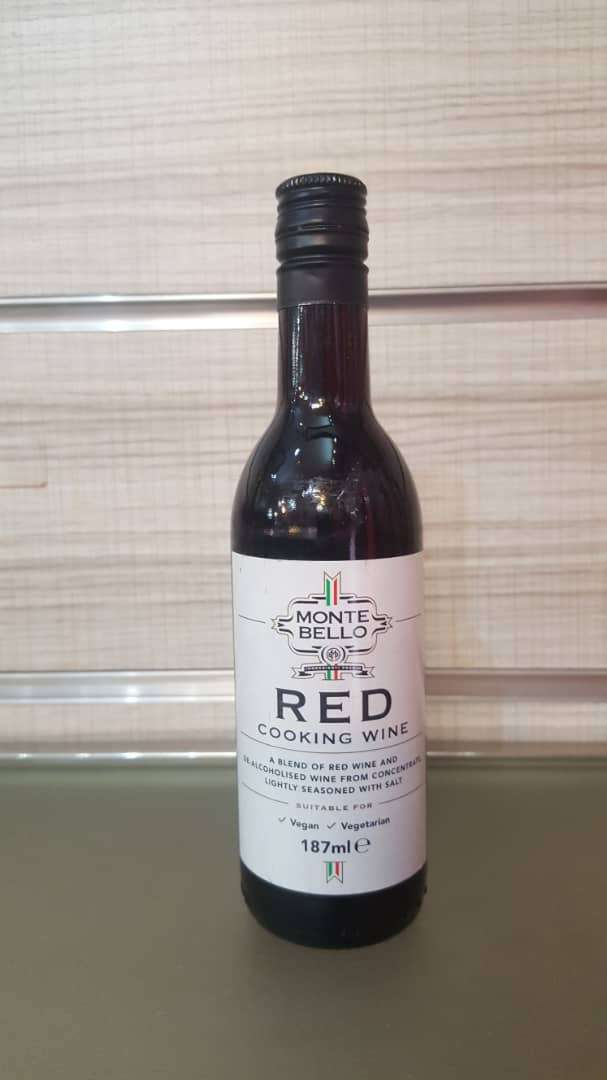 MONTE
BELLO
RED
COOKING WINE
A BLEND OF RED WINE AND
DE-ALCOHOLISED WINE FROM CONCENTRATE,
LIGHTLY SEASONED WITH SALT
SUITABLE FOR
✓ Vegan ✓ Vegetarian
187ml ℮